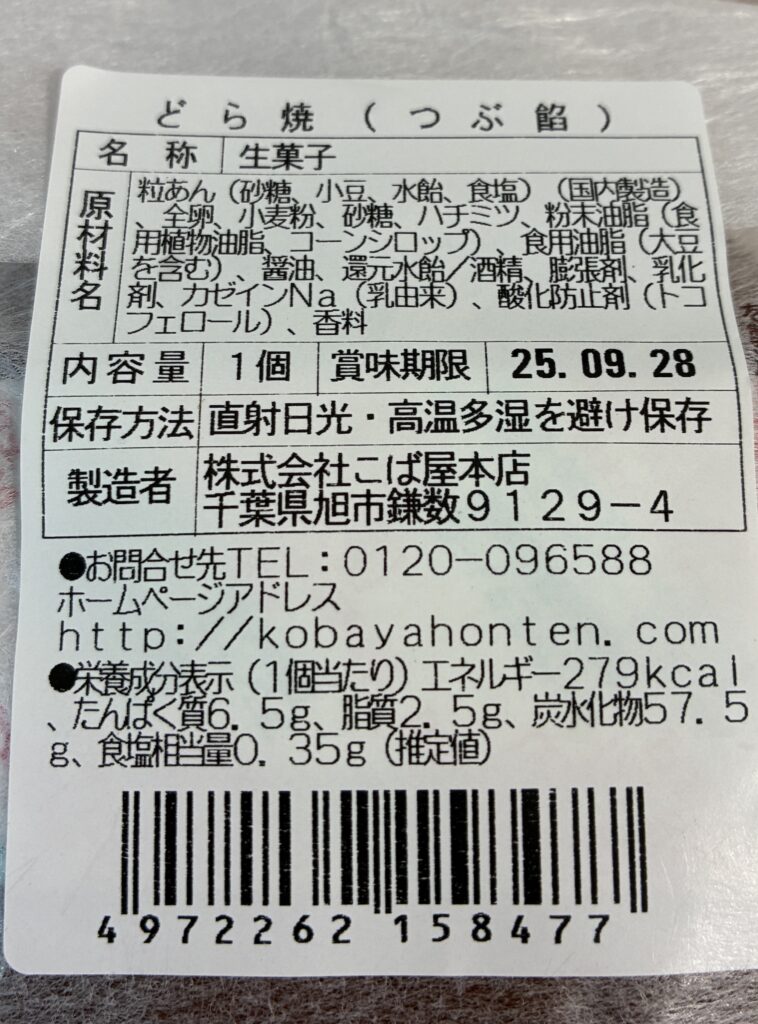 どら焼(つぶ餡)
名称 生菓子
原材料名 粒あん(砂糖、小豆、水飴、食塩)(国内製造)
、全卵、小麦粉、砂糖、ハチミツ、粉末油脂(食
用植物油脂、コーンシロップ)、食用油脂(大豆
を含む)、醤油、還元水飴/酒精、膨張剤、乳化
剤、カゼインNa(乳由来)、酸化防止剤(トコ
フェロール)、香料
内容量 1個 賞味期限 25.09.28
保存方法 直射日光・高温多湿を避け保存
製造者 株式会社こば屋本店
千葉県旭市鎌数9129-4
●お問合せ先TEL:0120-096588
ホームページアドレス
http://kobayahonten.com
●栄養成分表示(1個当たり)エネルギー279kcal
、たんぱく質6.5g、脂質2.5g、炭水化物57.5
g、食塩相当量0.35g(推定値)
4972262158477